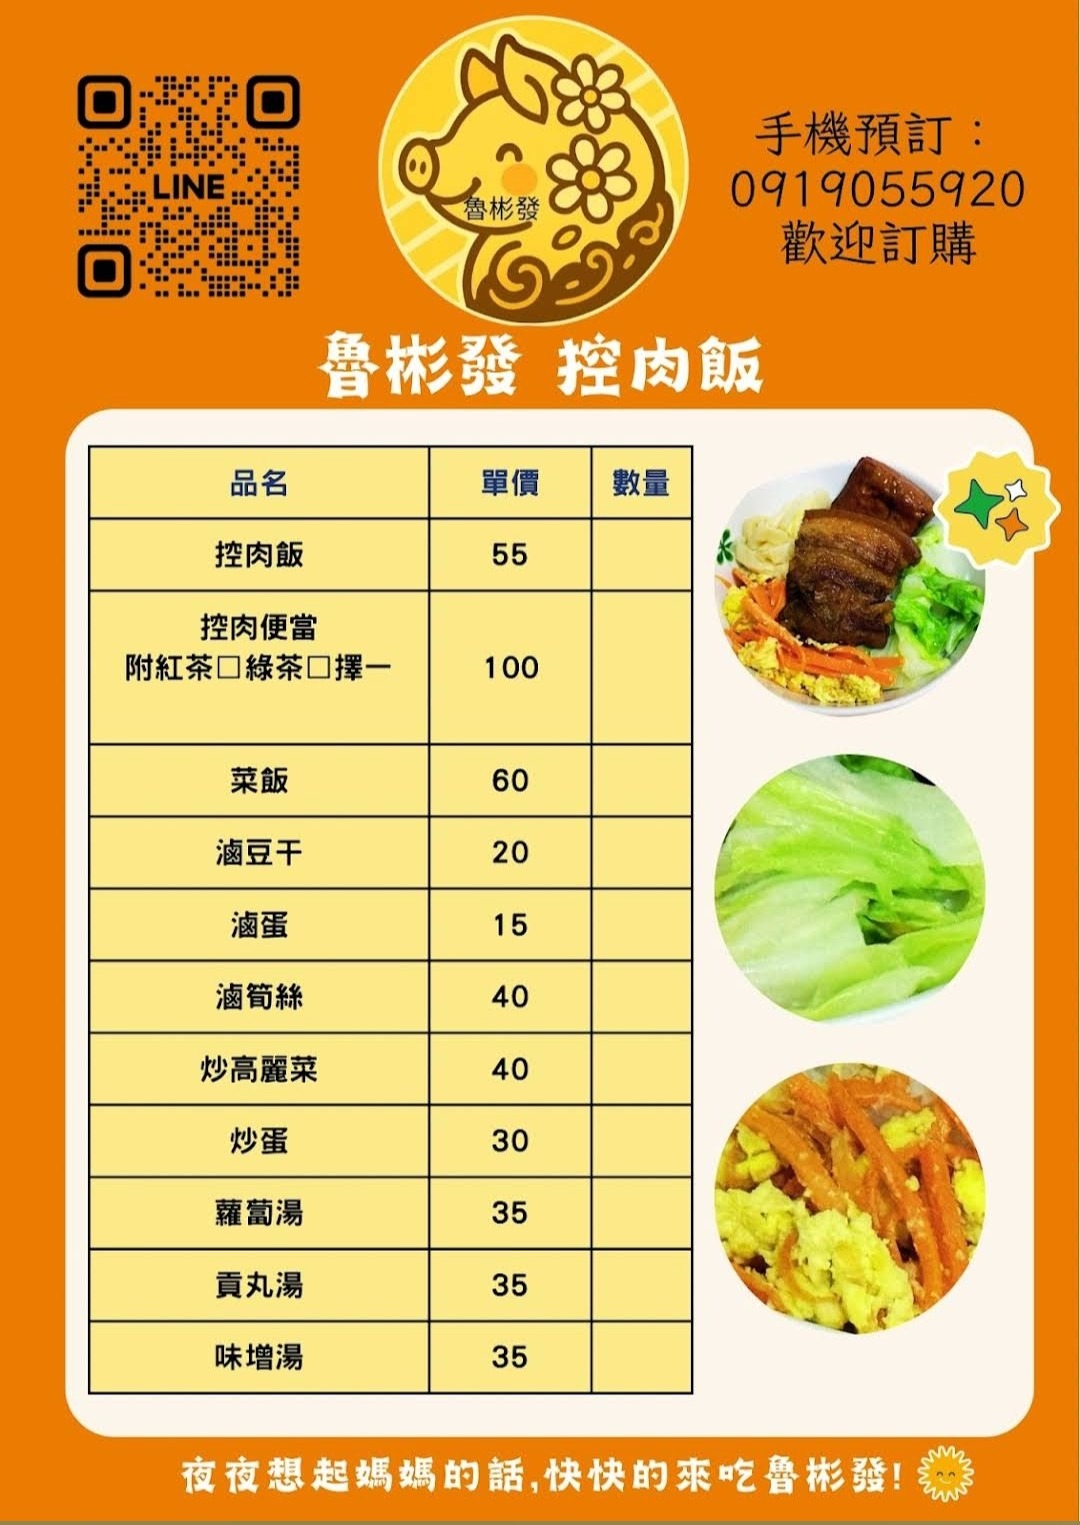 LINE
魯彬發
手機預訂：
0919055920
歡迎訂購
魯彬發 控肉飯
品名 單價 數量
控肉飯 55
控肉便當
附紅茶□綠茶□擇一 100
菜飯 60
滷豆干 20
滷蛋 15
滷筍絲 40
炒高麗菜 40
炒蛋 30
蘿蔔湯 35
貢丸湯 35
味增湯 35
夜夜想起媽媽的話,快快的來吃魯彬發!